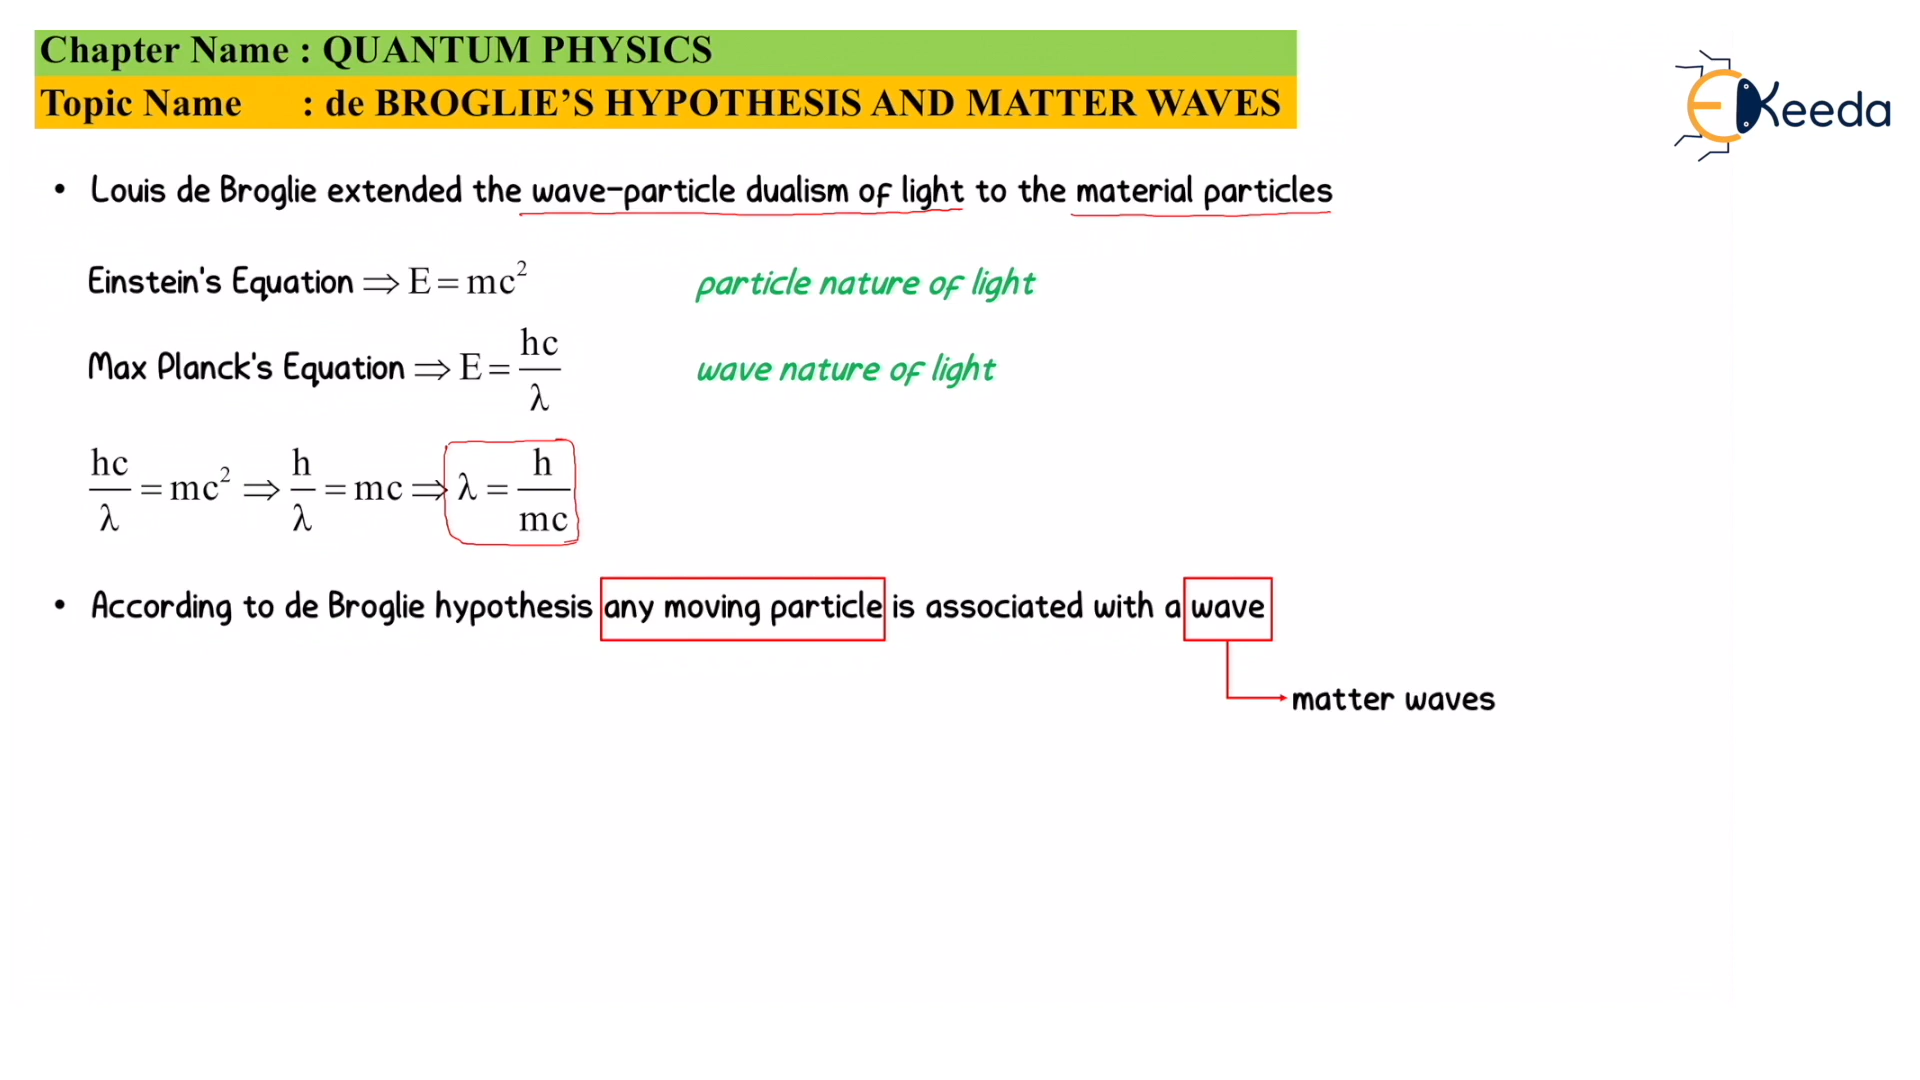 Chapter Name : QUANTUM PHYSICS
Topic Name : de BROGLIE'S HYPOTHESIS AND MATTER WAVES
EKeeda
• Louis de Broglie extended the wave-particle dualism of light to the material particles
Einstein's Equation ⇒ E = mc² particle nature of light
Max Planck's Equation ⇒ E = hc/λ wave nature of light
hc/λ = mc² ⇒ h/λ = mc ⇒ λ = h/mc
• According to de Broglie hypothesis any moving particle is associated with a wave
matter waves